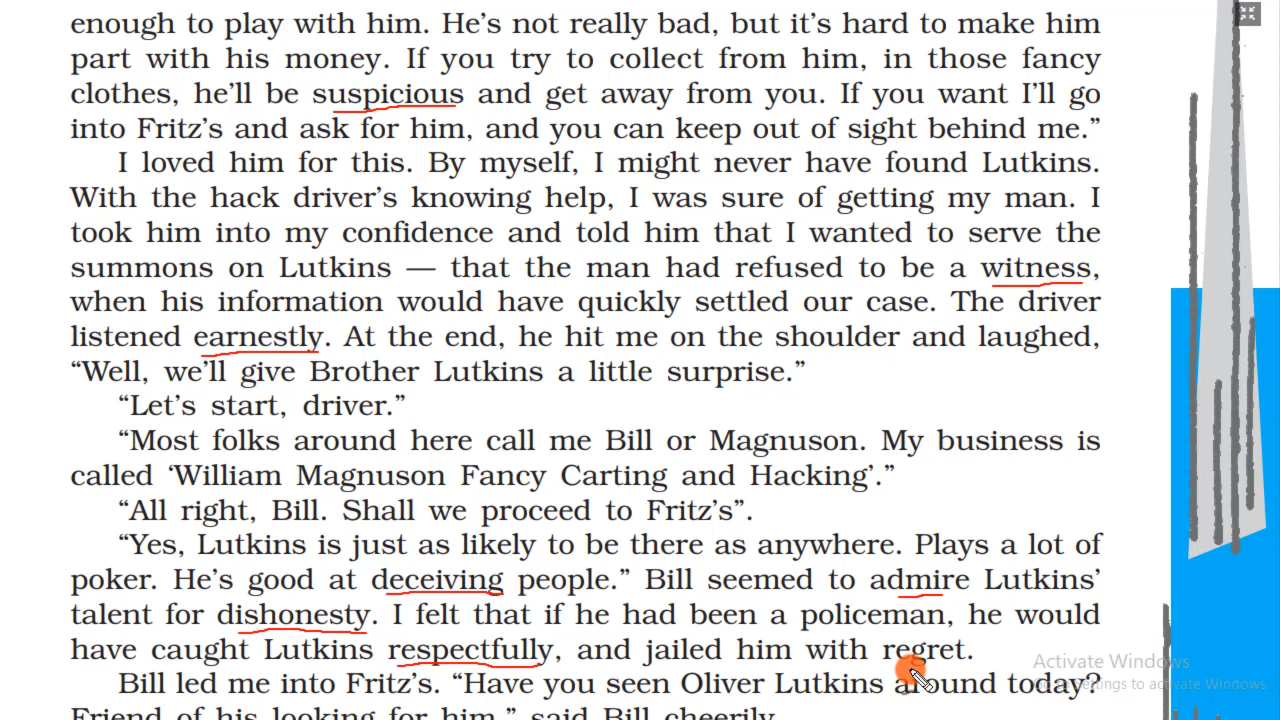 enough to play with him. He’s not really bad, but it’s hard to make him
part with his money. If you try to collect from him, in those fancy
clothes, he’ll be suspicious and get away from you. If you want I’ll go
into Fritz’s and ask for him, and you can keep out of sight behind me.”
I loved him for this. By myself, I might never have found Lutkins.
With the hack driver’s knowing help, I was sure of getting my man. I
took him into my confidence and told him that I wanted to serve the
summons on Lutkins — that the man had refused to be a witness,
when his information would have quickly settled our case. The driver
listened earnestly. At the end, he hit me on the shoulder and laughed,
“Well, we’ll give Brother Lutkins a little surprise.”
“Let’s start, driver.”
“Most folks around here call me Bill or Magnuson. My business is
called ‘William Magnuson Fancy Carting and Hacking’.”
“All right, Bill. Shall we proceed to Fritz’s”.
“Yes, Lutkins is just as likely to be there as anywhere. Plays a lot of
poker. He’s good at deceiving people.” Bill seemed to admire Lutkins’
talent for dishonesty. I felt that if he had been a policeman, he would
have caught Lutkins respectfully, and jailed him with regret.
Bill led me into Fritz’s. “Have you seen Oliver Lutkins around today?
Friend of his looking for him,” said Bill cheerily.
Activate Windows
Go to Settings to activate Windows.